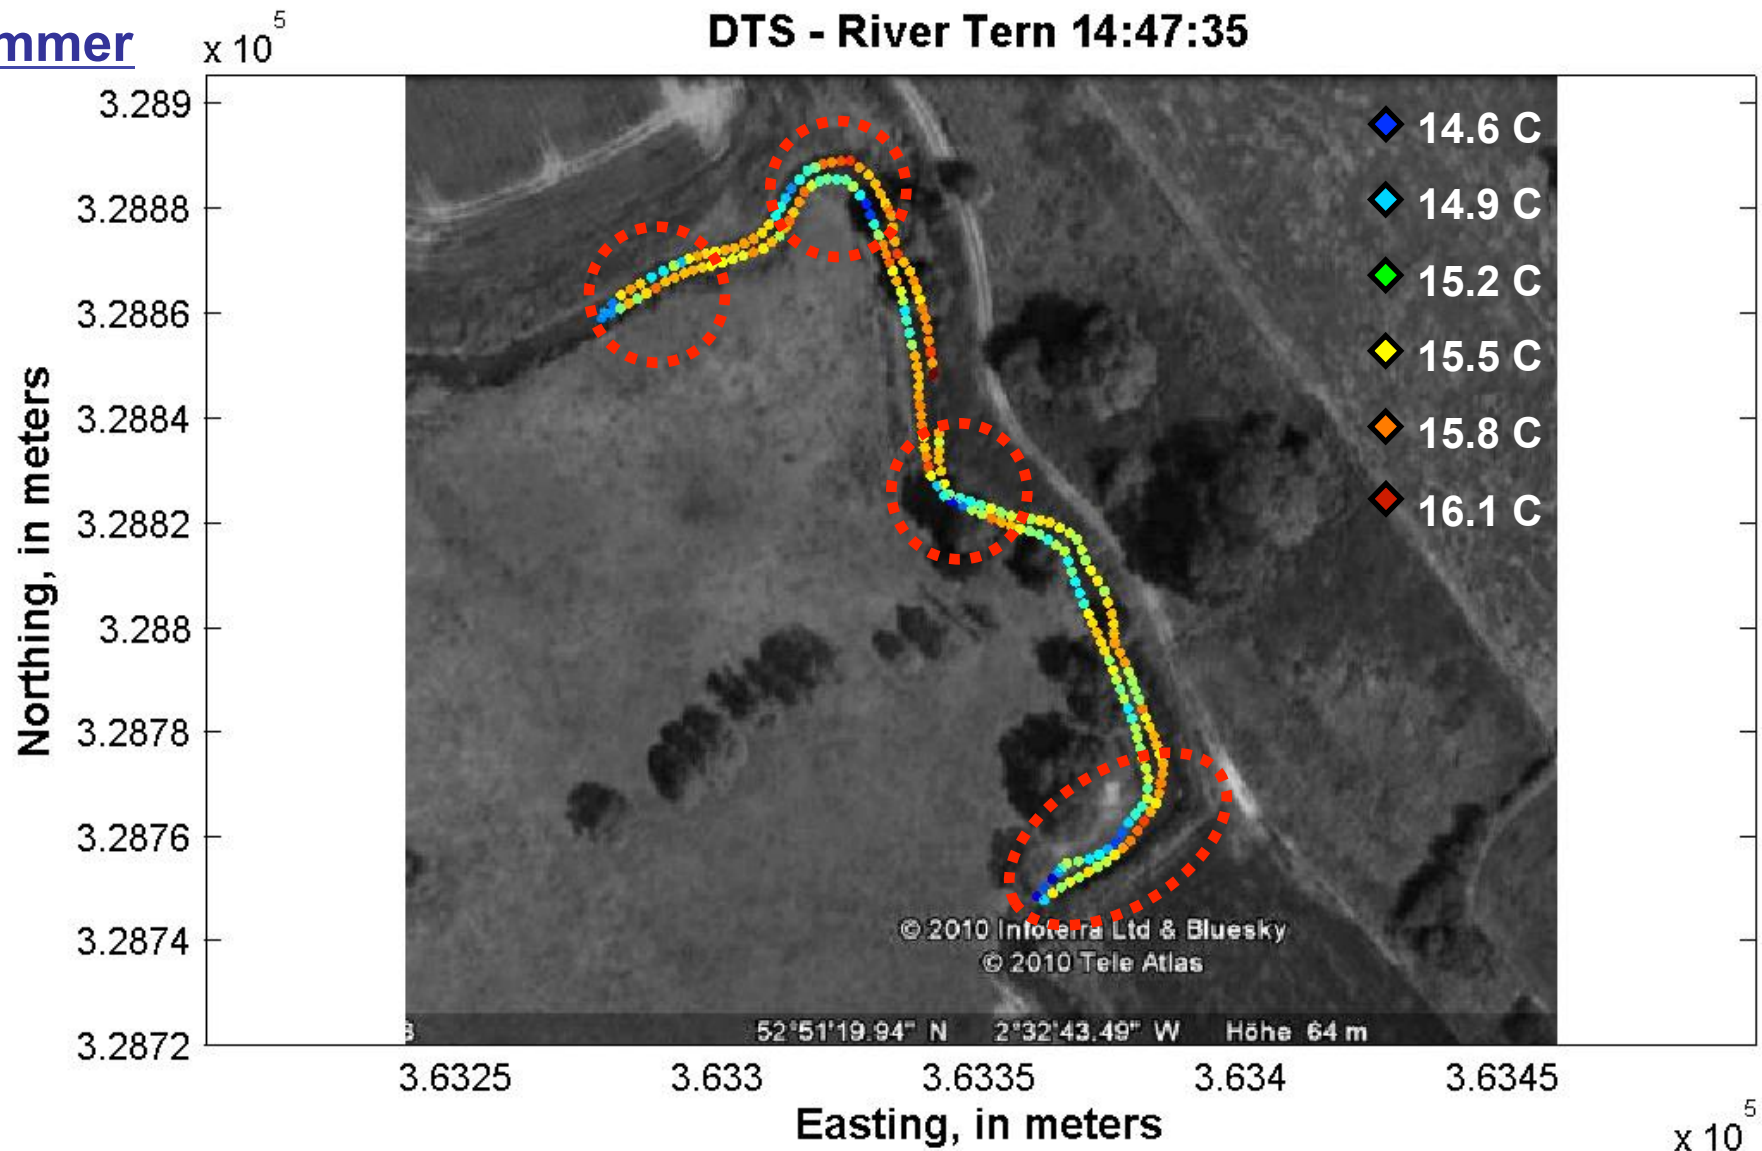 mmer
DTS - River Tern 14:47:35
x 10
5
3.289
3.2888
3.2886
3.2884
3.2882
3.288
3.2878
3.2876
3.2874
3.2872
Northing, in meters
14.6 C
14.9 C
15.2 C
15.5 C
15.8 C
16.1 C
© 2010 Infoterra Ltd & Bluesky
© 2010 Tele Atlas
52°51'19.94" N 2°32'43.49" W Höhe 64 m
3.6325
3.633
3.6335
3.634
3.6345
Easting, in meters
x 10
5